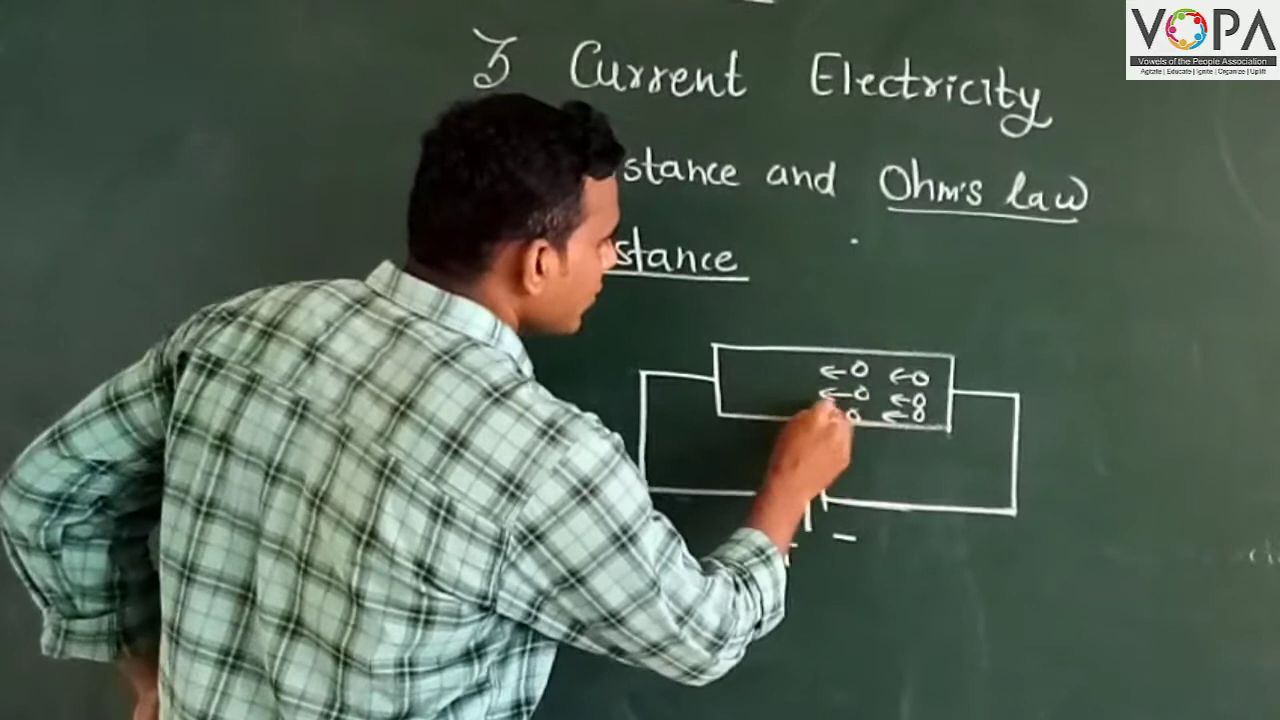 VOPA
Vowels of the People Association
Agitate | Educate | Ignite | Organize | Uplift
3 Current Electricity
stance and Ohm's law
stance
−